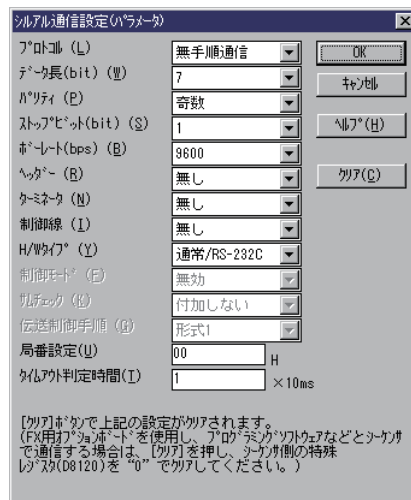 シルアル通信設定(パラメータ)
プロトコル (L) 無手順通信 OK
データ長(bit) (W) 7 キャンセル
パリティ (P) 奇数
ストップビット(bit) (S) 1 ヘルプ(H)
ボーレート(bps) (B) 9600
ヘッダー (R) 無し クリア(C)
ターミネータ (N) 無し
制御線 (I) 無し
H/Wタイプ (Y) 通常/RS-232C
制御モード (E) 無効
サムチェック (K) 付加しない
伝送制御手順 (G) 形式1
局番設定(U) 00 H
タイムアウト判定時間(T) 1 ×10ms
[クリア]ボタンで上記の設定がクリアされます。
(FX用オプションボードを使用し、プログラミングソフトウェアなどとシーケンサ
で通信する場合は、[クリア]を押し、シーケンサ側の特殊
レジスタ(D8120)を “0” でクリアしてください。)